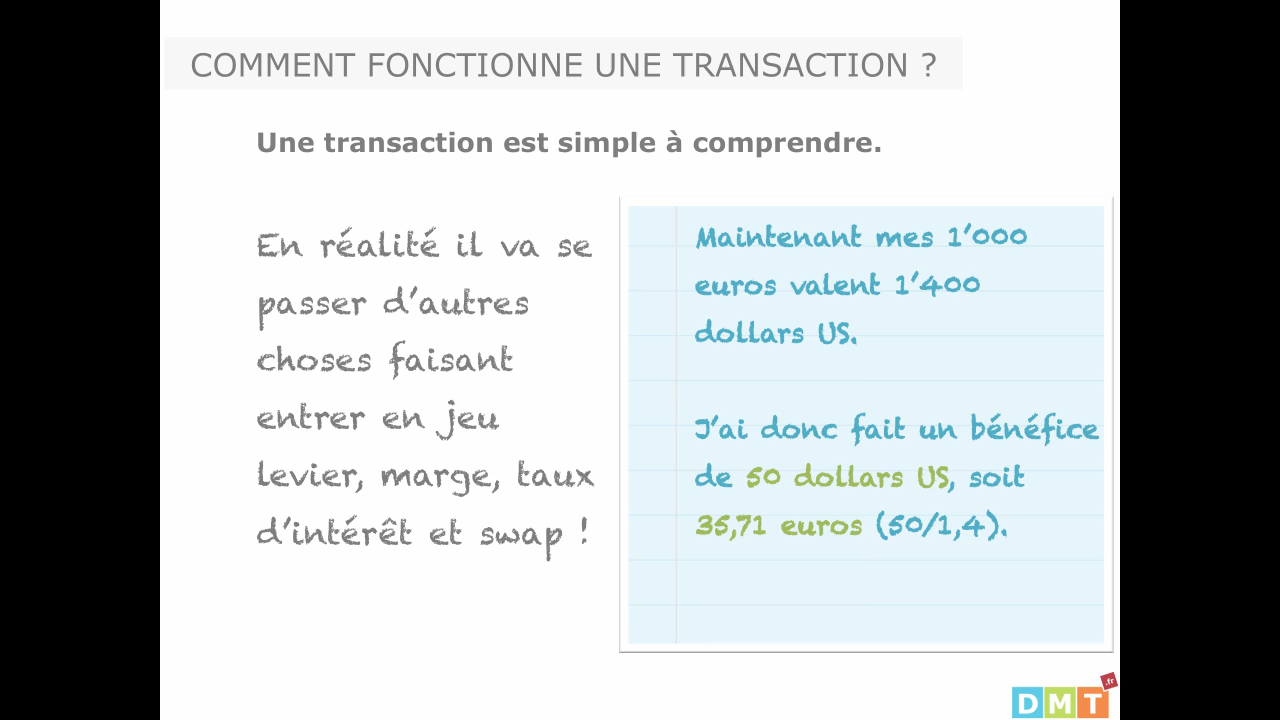 COMMENT FONCTIONNE UNE TRANSACTION ?
Une transaction est simple à comprendre.
En réalité il va se
passer d'autres
choses faisant
entrer en jeu
levier, marge, taux
d'intérêt et swap !
Maintenant mes 1'000
euros valent 1'400
dollars US.
J'ai donc fait un bénéfice
de 50 dollars US, soit
35,71 euros (50/1,4).
DMT
.fr